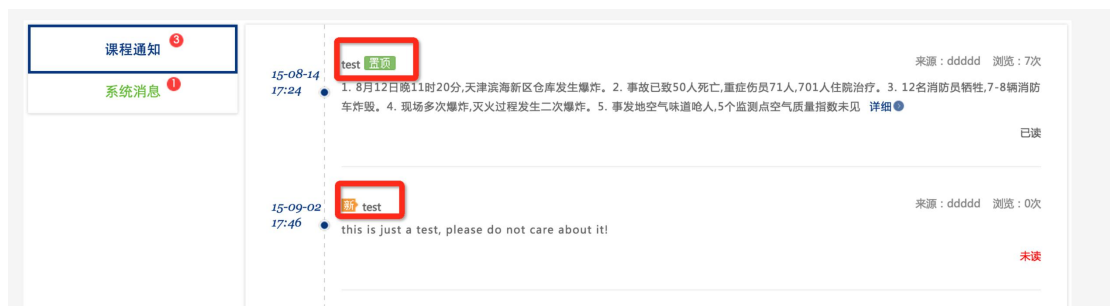 课程通知 3
系统消息 1
15-08-14
17:24
test 置顶
来源：ddddd 浏览：7次
1. 8月12日晚11时20分,天津滨海新区仓库发生爆炸。2. 事故已致50人死亡,重症伤员71人,701人住院治疗。3. 12名消防员牺牲,7-8辆消防
车炸毁。4. 现场多次爆炸,灭火过程发生二次爆炸。5. 事发地空气味道呛人,5个监测点空气质量指数未见 详细
已读
15-09-02
17:46
新 test
来源：ddddd 浏览：0次
this is just a test, please do not care about it!
未读